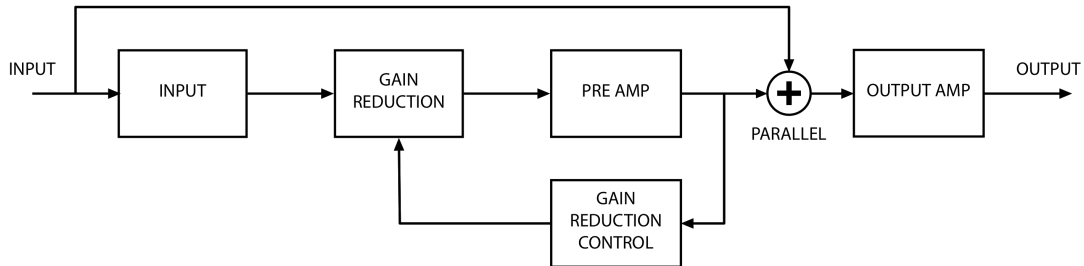 INPUT
INPUT
GAIN
REDUCTION
PRE AMP
PARALLEL
OUTPUT AMP
OUTPUT
GAIN
REDUCTION
CONTROL